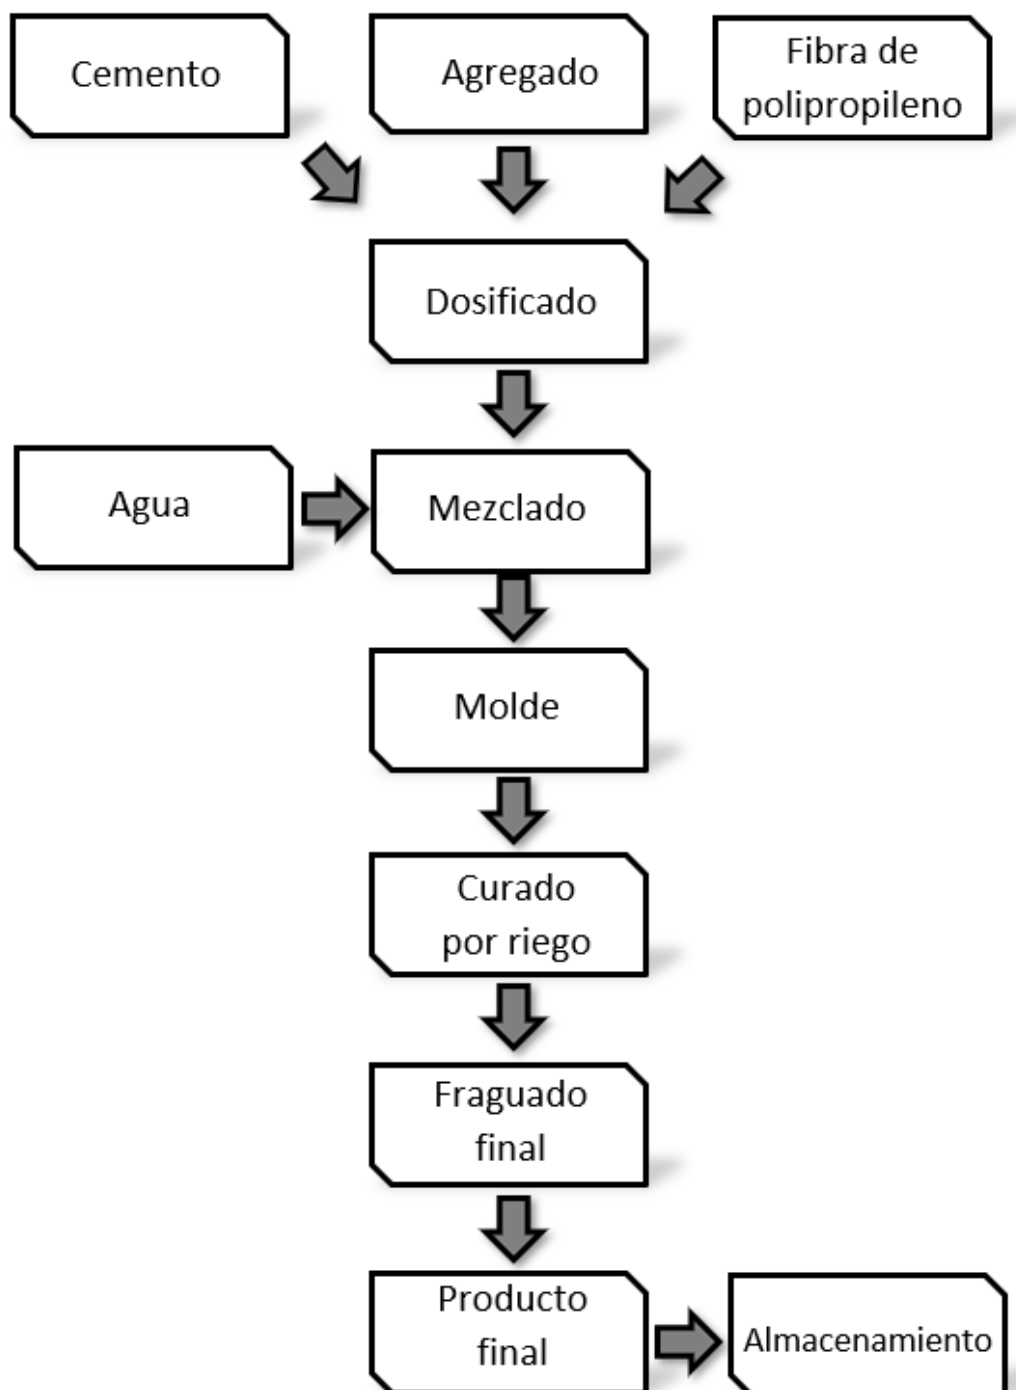 Cemento
Agregado
Fibra de
polipropileno
Dosificado
Agua
Mezclado
Molde
Curado
por riego
Fraguado
final
Producto
final
Almacenamiento